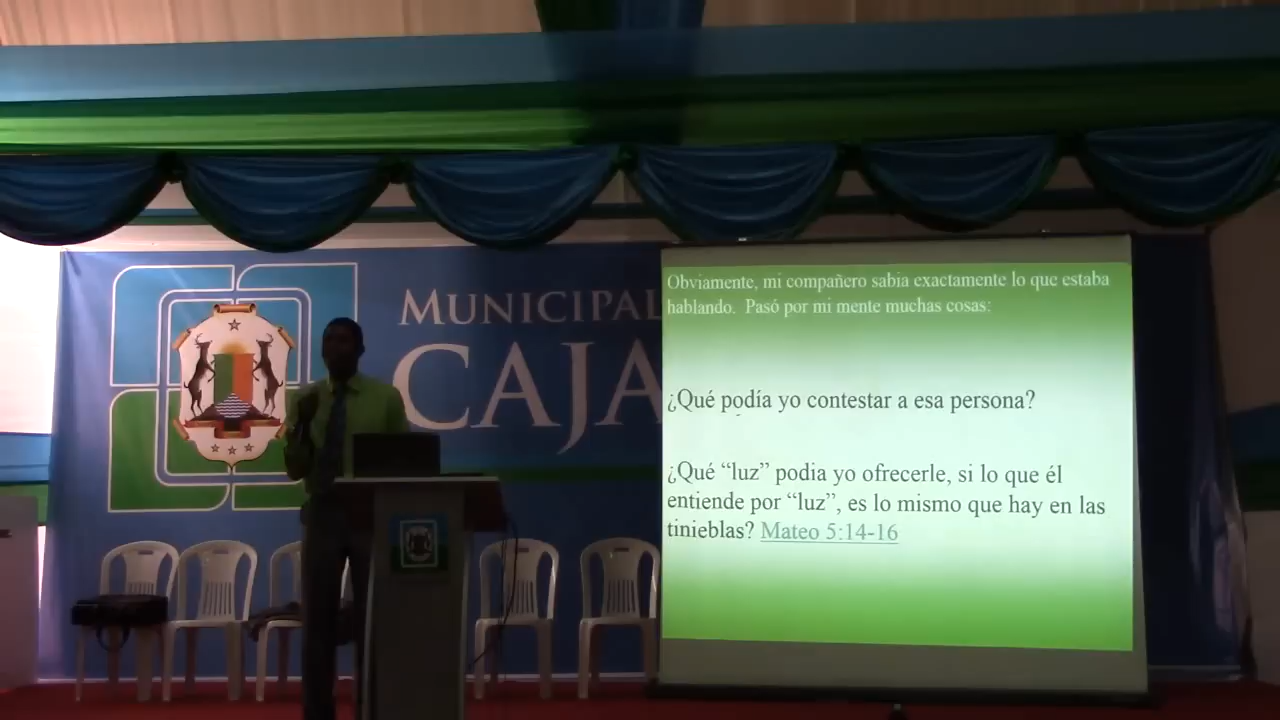 MUNICIPAL
CAJA
Obviamente, mi compañero sabia exactamente lo que estaba
hablando. Pasó por mi mente muchas cosas:
¿Qué podía yo contestar a esa persona?
¿Qué “luz” podia yo ofrecerle, si lo que él
entiende por “luz”, es lo mismo que hay en las
tinieblas? Mateo 5:14-16